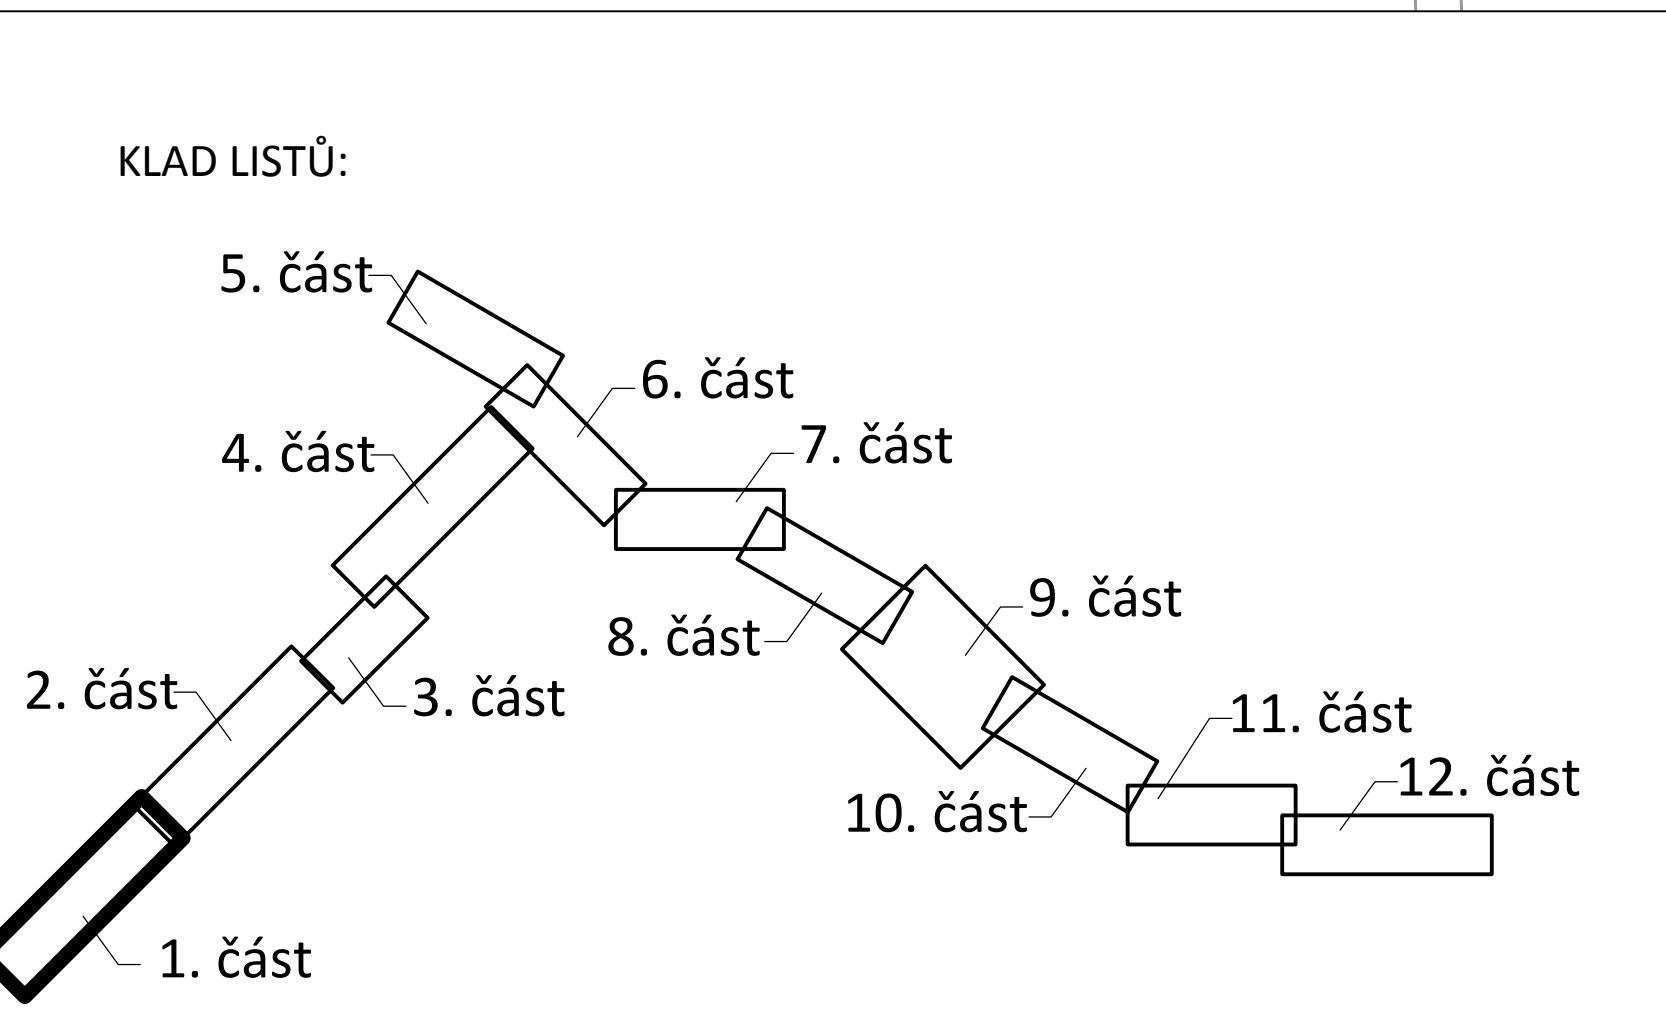 KLAD LISTŮ:
5. část
6. část
4. část
7. část
9. část
8. část
2. část
3. část
11. část
12. část
10. část
1. část